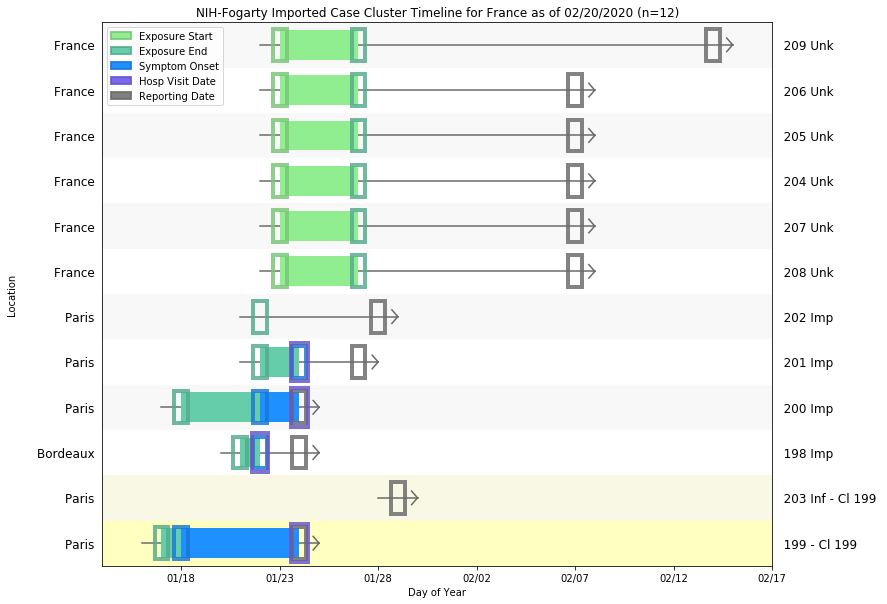 NIH-Fogarty Imported Case Cluster Timeline for France as of 02/20/2020 (n=12)
Exposure Start
Exposure End
Symptom Onset
Hosp Visit Date
Reporting Date
Location
France 209 Unk
France 206 Unk
France 205 Unk
France 204 Unk
France 207 Unk
France 208 Unk
Paris 202 Imp
Paris 201 Imp
Paris 200 Imp
Bordeaux 198 Imp
Paris 203 Inf - Cl 199
Paris 199 - Cl 199
01/18 01/23 01/28 02/02 02/07 02/12 02/17
Day of Year